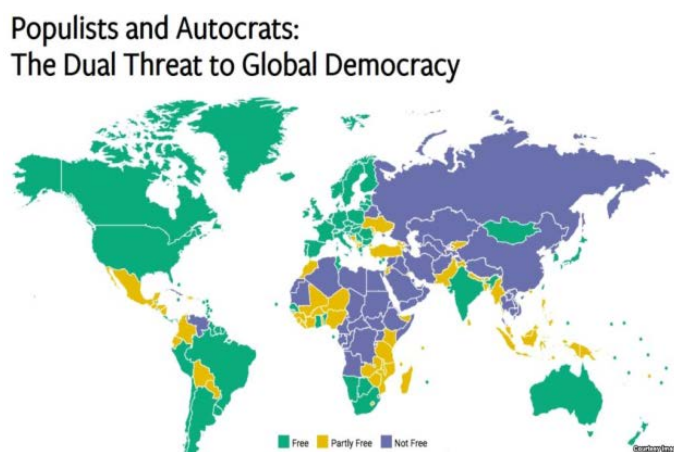 Populists and Autocrats:
The Dual Threat to Global Democracy
Free Partly Free Not Free